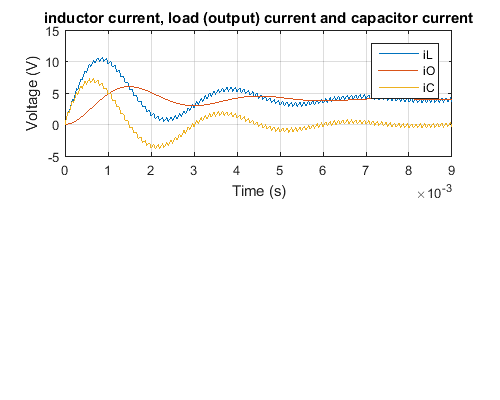 inductor current, load (output) current and capacitor current
15
10
5
0
-5
Voltage (V)
iL
iO
iC
0 1 2 3 4 5 6 7 8 9
Time (s)
×10⁻³